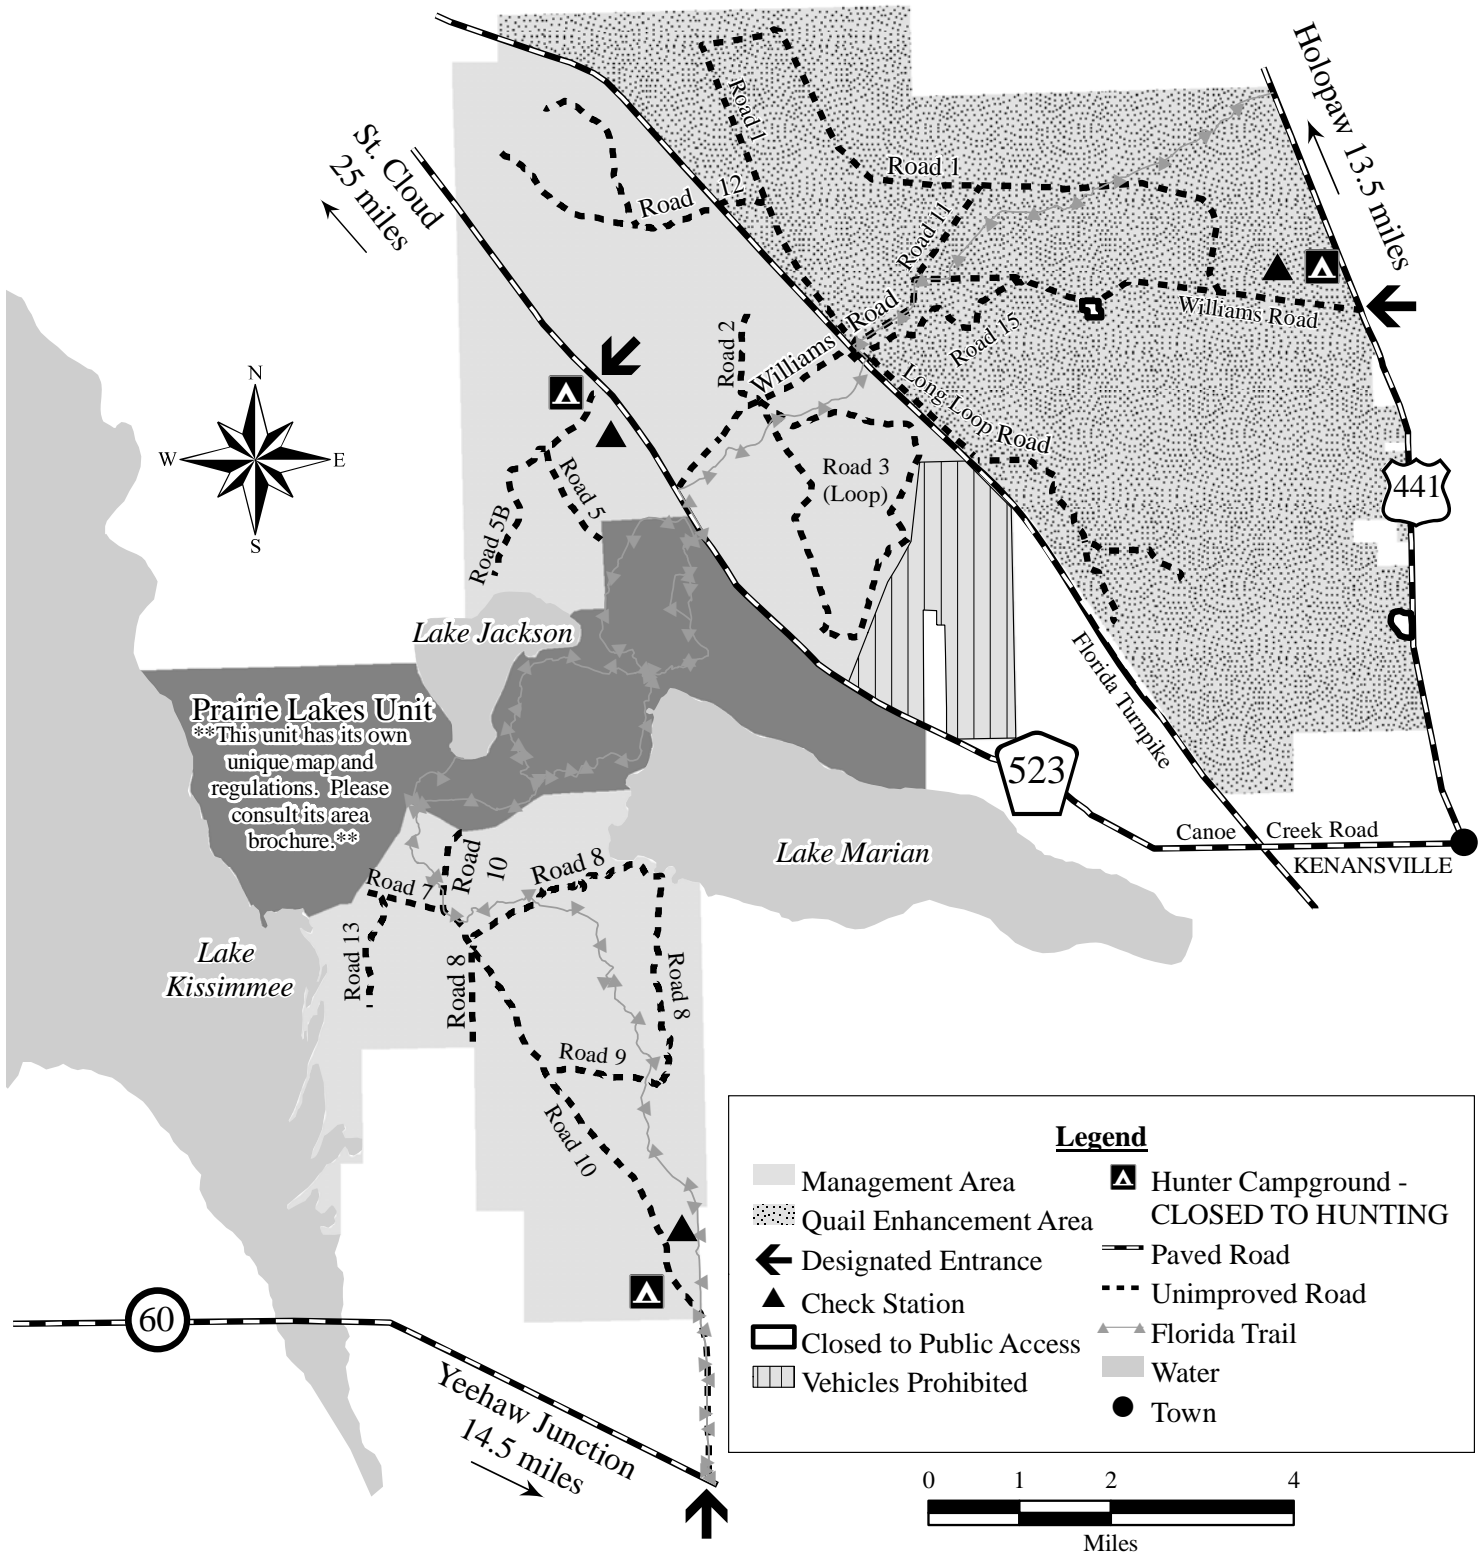 Holopaw 13.5 miles
St. Cloud
25 miles
Road 1
Road 1
Road 12
Road 11
Williams Road
Road 15
Williams Road
Road 2
Long Loop Road
N
W
E
S
Road 3
(Loop)
Road 5
Road 5B
441
Lake Jackson
Florida Turnpike
Prairie Lakes Unit
**This unit has its own
unique map and
regulations. Please
consult its area
brochure.**
523
Canoe Creek Road
KENANSVILLE
Lake Marian
Road 7
Road 10
Road 8
Road 13
Road 8
Road 8
Lake
Kissimmee
Road 9
Road 10
60
Yeehaw Junction
14.5 miles
Legend
Management Area
Quail Enhancement Area
Designated Entrance
Check Station
Closed to Public Access
Vehicles Prohibited
Hunter Campground -
CLOSED TO HUNTING
Paved Road
Unimproved Road
Florida Trail
Water
Town
0 1 2 4
Miles